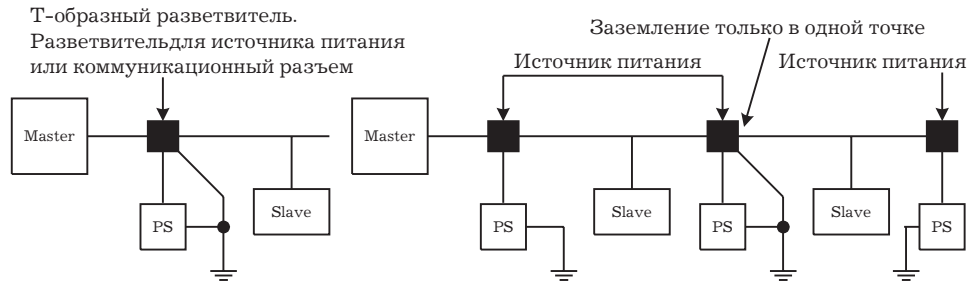 Т-образный разветвитель.
Разветвительдля источника питания
или коммуникационный разъем
Заземление только в одной точке
Источник питания
Источник питания
Master
Master
PS
Slave
PS
Slave
PS
Slave
PS